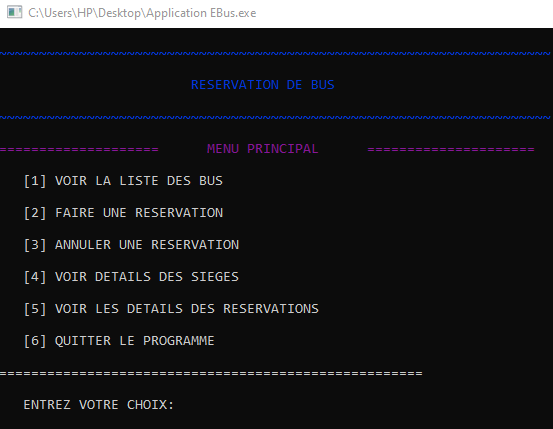 C:\Users\HP\Desktop\Application EBus.exe
~~~~~~~~~~~~~~~~~~~~~~~~~~~~~~~~~~~~~~~~~~~~~~~~~~~~~~~~~~~~~~~~~~~~~
RESERVATION DE BUS
~~~~~~~~~~~~~~~~~~~~~~~~~~~~~~~~~~~~~~~~~~~~~~~~~~~~~~~~~~~~~~~~~~~~~
==================== MENU PRINCIPAL =====================
[1] VOIR LA LISTE DES BUS
[2] FAIRE UNE RESERVATION
[3] ANNULER UNE RESERVATION
[4] VOIR DETAILS DES SIEGES
[5] VOIR LES DETAILS DES RESERVATIONS
[6] QUITTER LE PROGRAMME
=====================================================
ENTREZ VOTRE CHOIX: